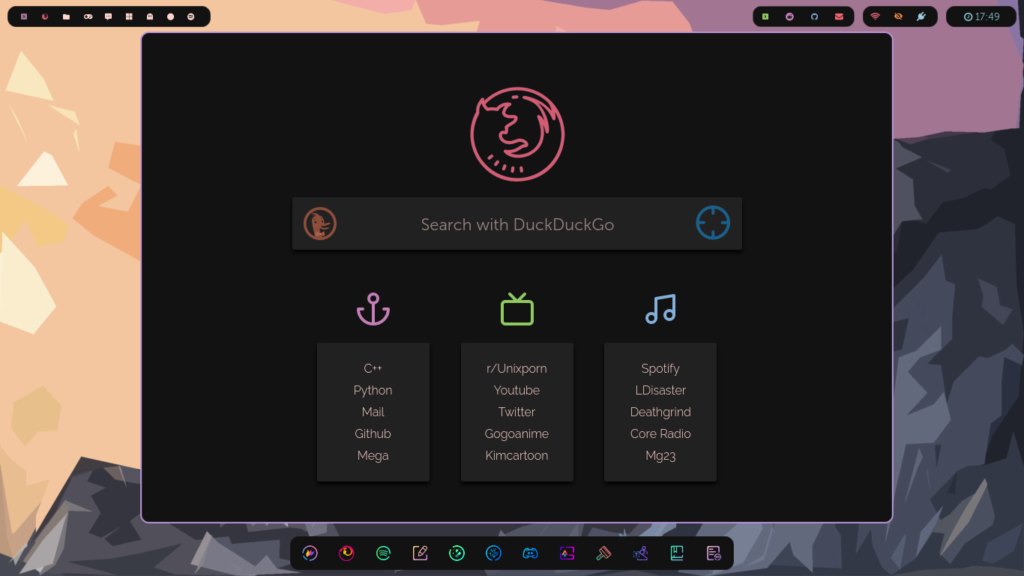 17:49
Search with DuckDuckGo
C++
Python
Mail
Github
Mega
r/Unixporn
Youtube
Twitter
Gogoanime
Kimcartoon
Spotify
LDisaster
Deathgrind
Core Radio
Mg23